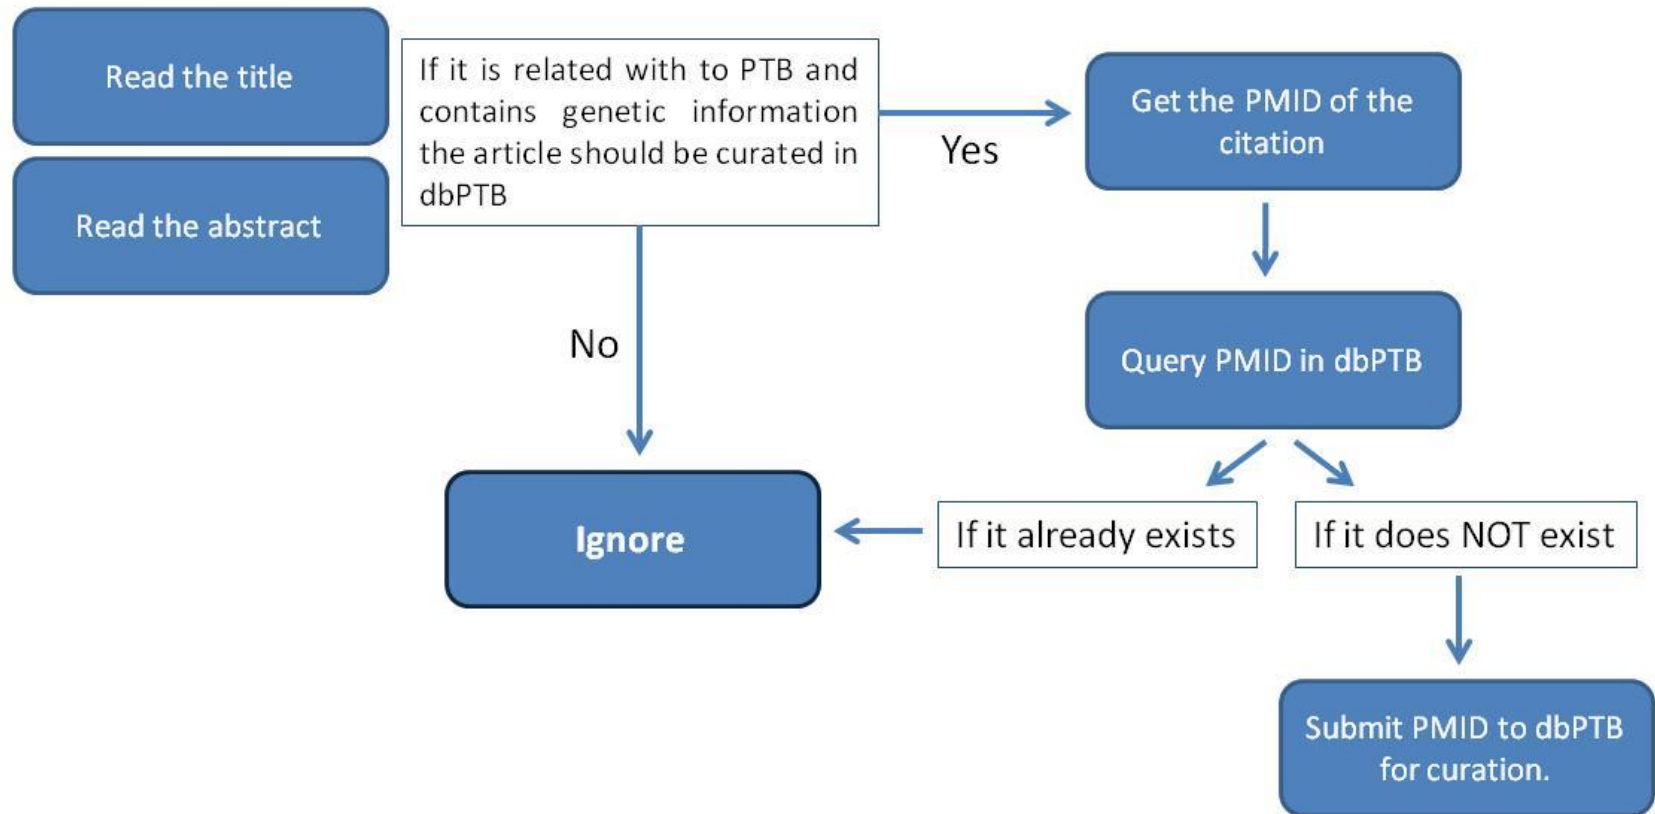 Read the title
Read the abstract
If it is related with to PTB and
contains genetic information
the article should be curated in
dbPTB
Yes
No
Get the PMID of the
citation
Query PMID in dbPTB
If it already exists
If it does NOT exist
Ignore
Submit PMID to dbPTB
for curation.